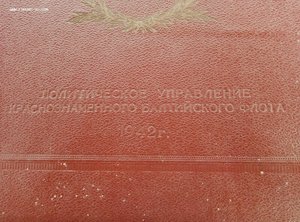 ПОЛИТИЧЕСКОЕ УПРАВЛЕНИЕ
КРАСНОЗНАМЕННОГО БАЛТИЙСКОГО ФЛОТА
1942г.